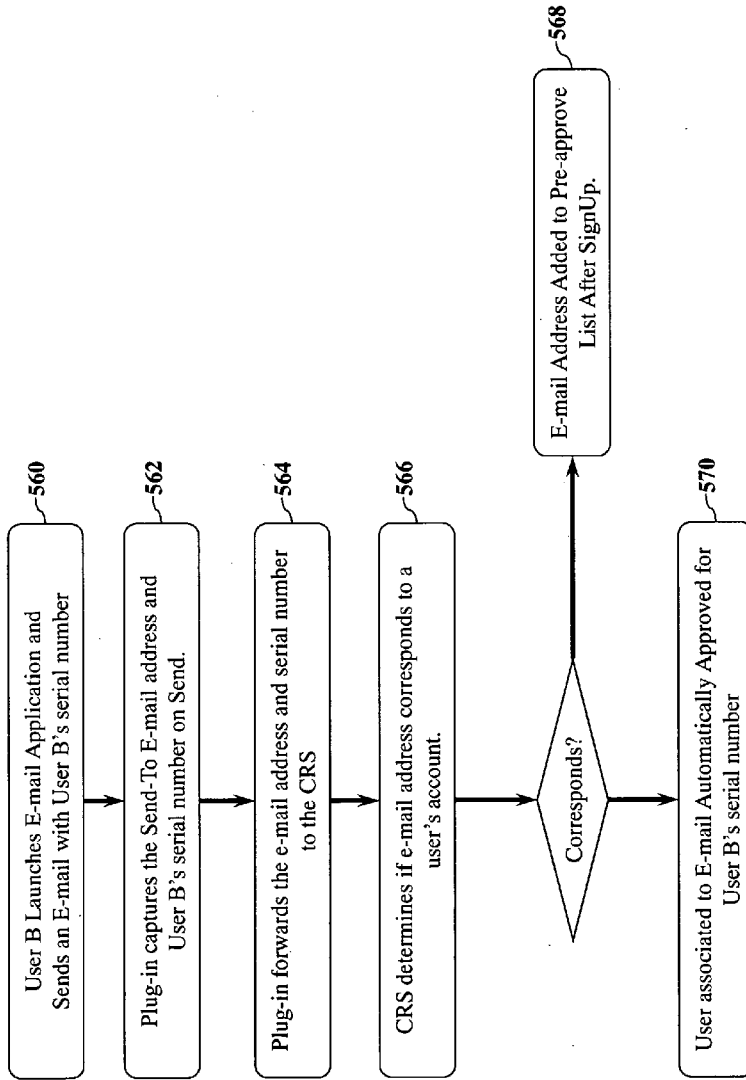 560
User B Launches E-mail Application and
Sends an E-mail with User B's serial number
562
Plug-in captures the Send-To E-mail address and
User B's serial number on Send.
564
Plug-in forwards the e-mail address and serial number
to the CRS
566
CRS determines if e-mail address corresponds to a
user's account.
Corresponds?
568
E-mail Address Added to Pre-approve
List After SignUp.
570
User associated to E-mail Automatically Approved for
User B's serial number